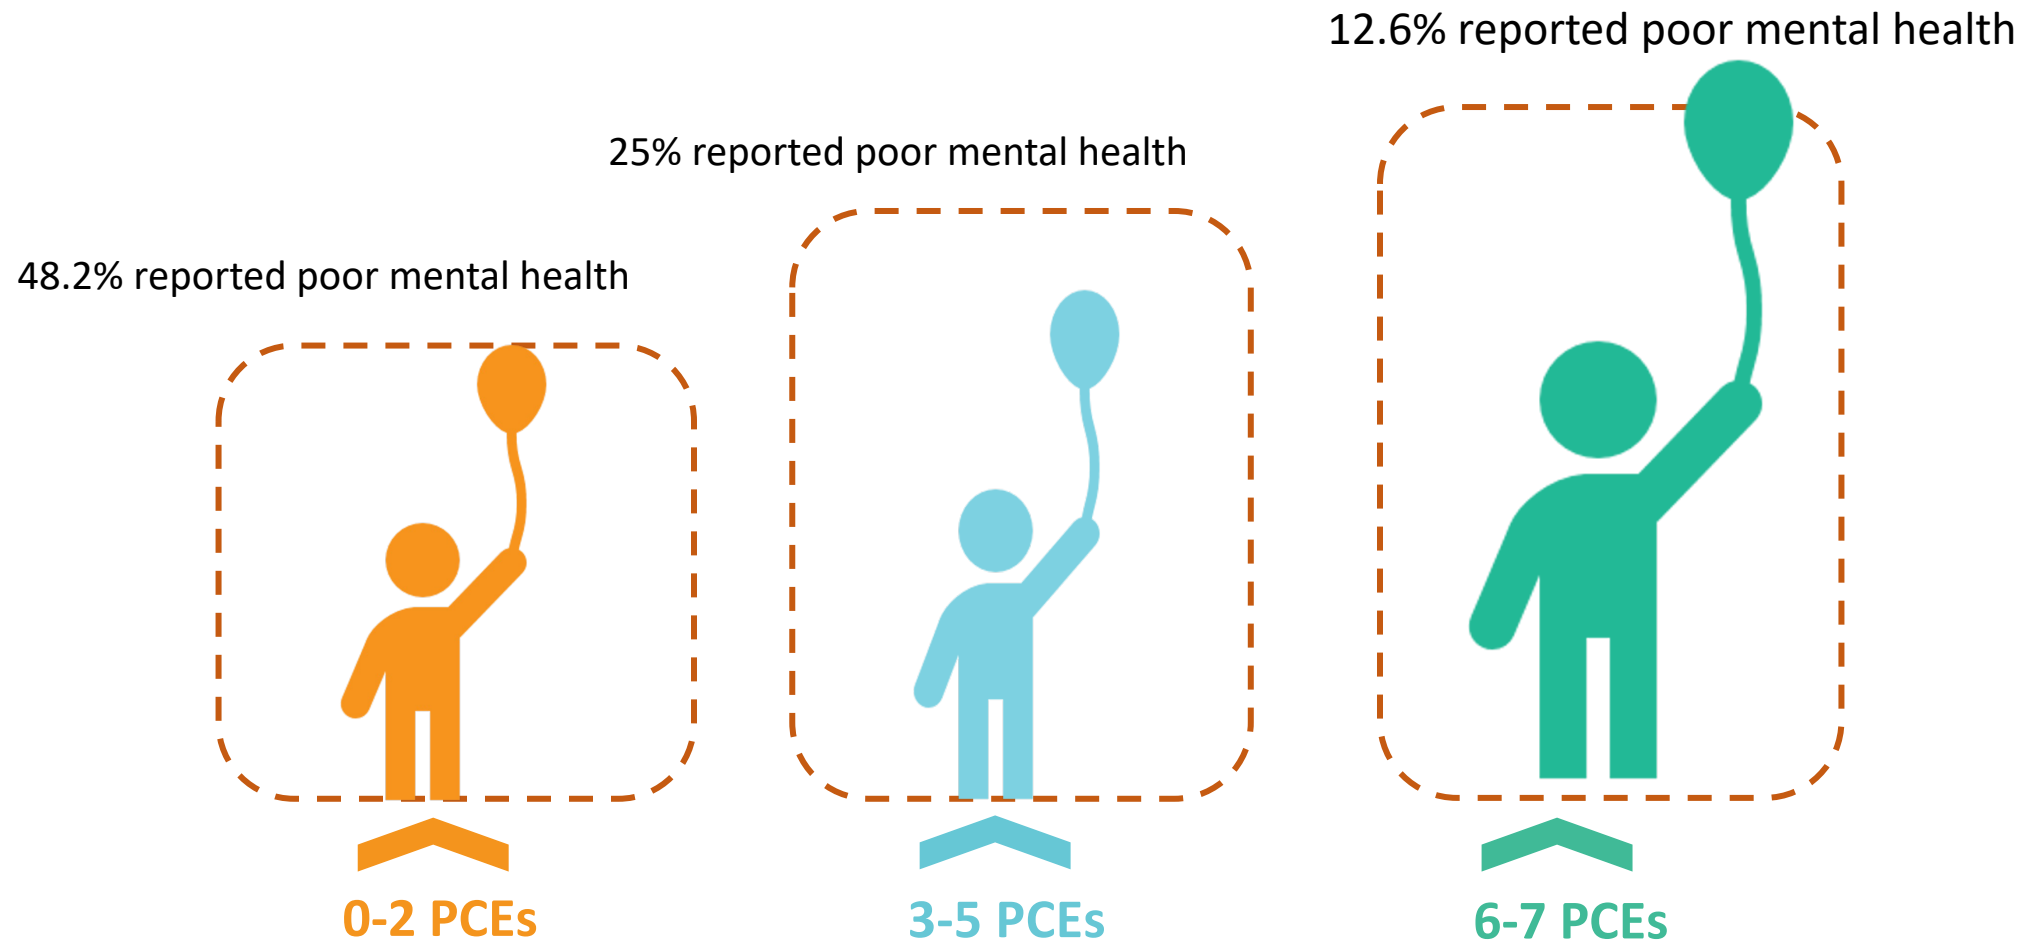 12.6% reported poor mental health
25% reported poor mental health
48.2% reported poor mental health
0-2 PCEs
3-5 PCEs
6-7 PCEs